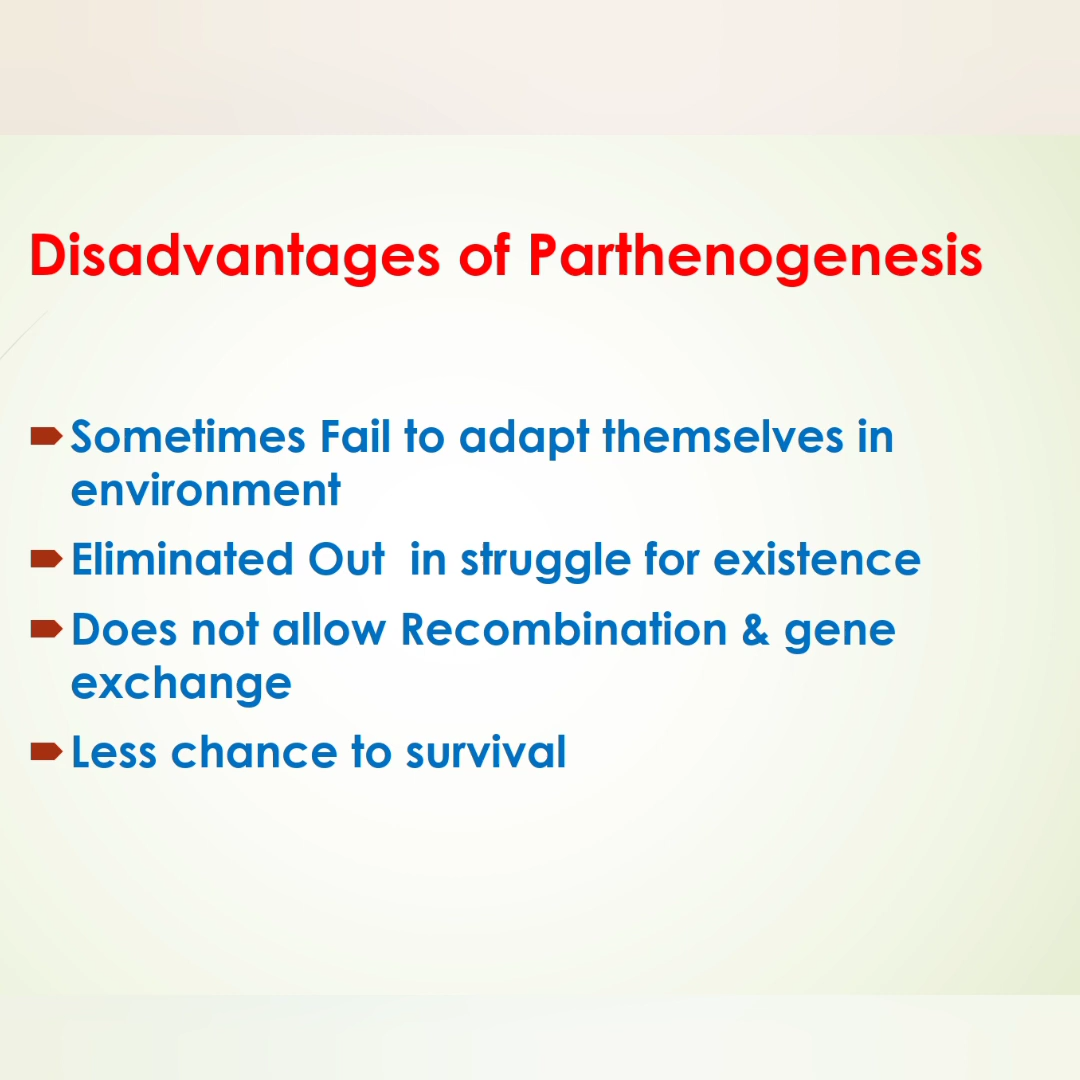 Disadvantages of Parthenogenesis
Sometimes Fail to adapt themselves in
environment
Eliminated Out  in struggle for existence
Does not allow Recombination & gene
exchange
Less chance to survival